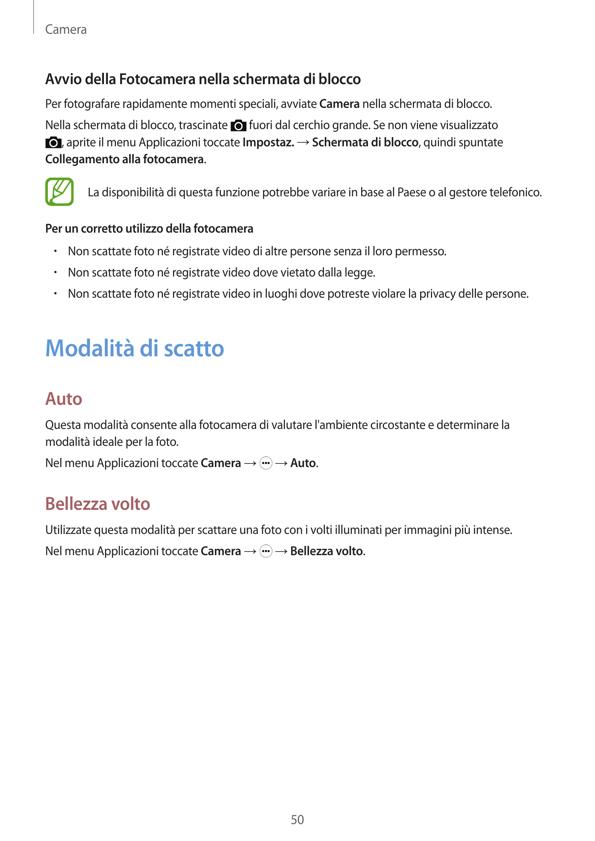 Camera
Avvio della Fotocamera nella schermata di blocco
Per fotografare rapidamente momenti speciali, avviate Camera nella schermata di blocco.
Nella schermata di blocco, trascinate fuori dal cerchio grande. Se non viene visualizzato
, aprite il menu Applicazioni toccate Impostaz. → Schermata di blocco, quindi spuntate
Collegamento alla fotocamera.
La disponibilità di questa funzione potrebbe variare in base al Paese o al gestore telefonico.
Per un corretto utilizzo della fotocamera
• Non scattate foto né registrate video di altre persone senza il loro permesso.
• Non scattate foto né registrate video dove vietato dalla legge.
• Non scattate foto né registrate video in luoghi dove potreste violare la privacy delle persone.
Modalità di scatto
Auto
Questa modalità consente alla fotocamera di valutare l'ambiente circostante e determinare la
modalità ideale per la foto.
Nel menu Applicazioni toccate Camera → → Auto.
Bellezza volto
Utilizzate questa modalità per scattare una foto con i volti illuminati per immagini più intense.
Nel menu Applicazioni toccate Camera → → Bellezza volto.
50